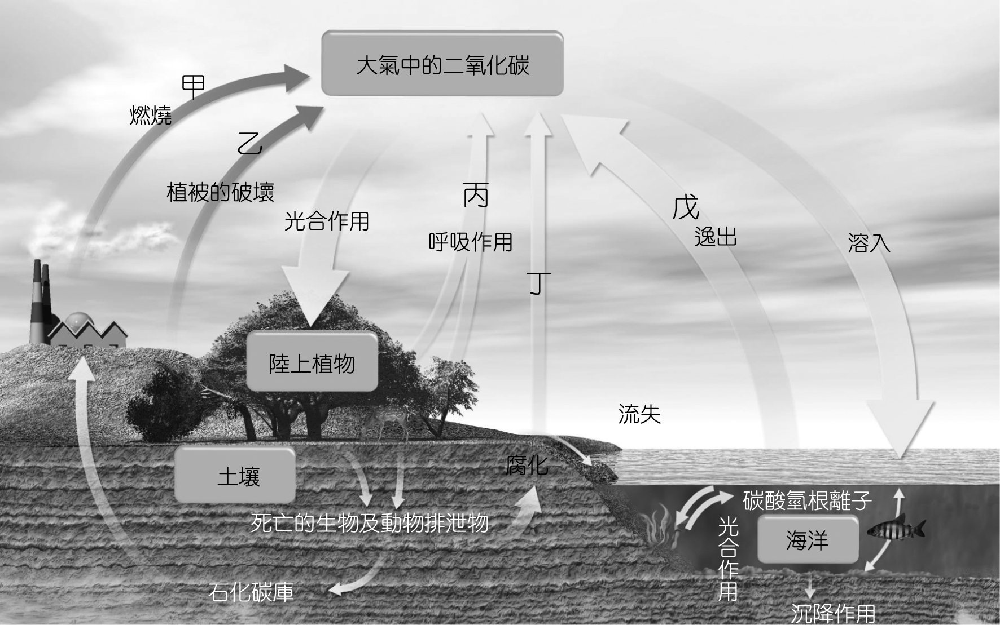 大氣中的二氧化碳
甲
燃燒
乙
植被的破壞
光合作用
丙
呼吸作用
丁
戊
逸出
溶入
陸上植物
流失
土壤
腐化
死亡的生物及動物排泄物
碳酸氫根離子
光合作用
海洋
石化碳庫
沉降作用